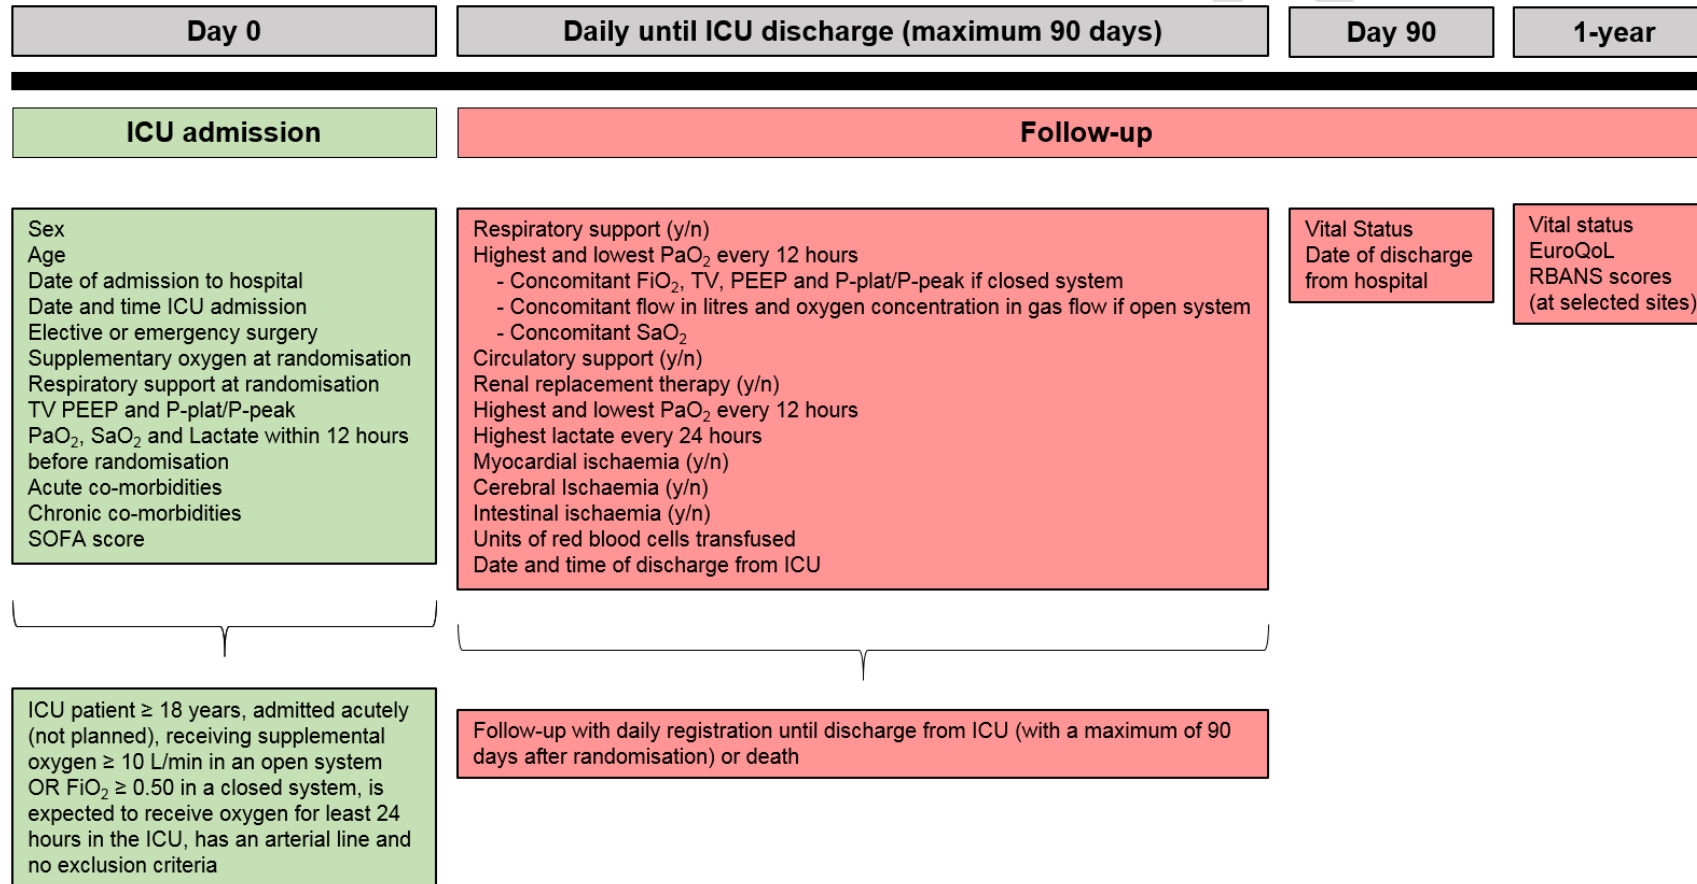 Day 0
Daily until ICU discharge (maximum 90 days)
Day 90
1-year
ICU admission
Follow-up
Sex
Age
Date of admission to hospital
Date and time ICU admission
Elective or emergency surgery
Supplementary oxygen at randomisation
Respiratory support at randomisation
TV PEEP and P-plat/P-peak
PaO₂, SaO₂ and Lactate within 12 hours
before randomisation
Acute co-morbidities
Chronic co-morbidities
SOFA score
Respiratory support (y/n)
Highest and lowest PaO₂ every 12 hours
- Concomitant FiO₂, TV, PEEP and P-plat/P-peak if closed system
- Concomitant flow in litres and oxygen concentration in gas flow if open system
- Concomitant SaO₂
Circulatory support (y/n)
Renal replacement therapy (y/n)
Highest and lowest PaO₂ every 12 hours
Highest lactate every 24 hours
Myocardial ischaemia (y/n)
Cerebral Ischaemia (y/n)
Intestinal ischaemia (y/n)
Units of red blood cells transfused
Date and time of discharge from ICU
Vital Status
Date of discharge
from hospital
Vital status
EuroQoL
RBANS scores
(at selected sites)
ICU patient ≥ 18 years, admitted acutely
(not planned), receiving supplemental
oxygen ≥ 10 L/min in an open system
OR FiO₂ ≥ 0.50 in a closed system, is
expected to receive oxygen for least 24
hours in the ICU, has an arterial line and
no exclusion criteria
Follow-up with daily registration until discharge from ICU (with a maximum of 90
days after randomisation) or death